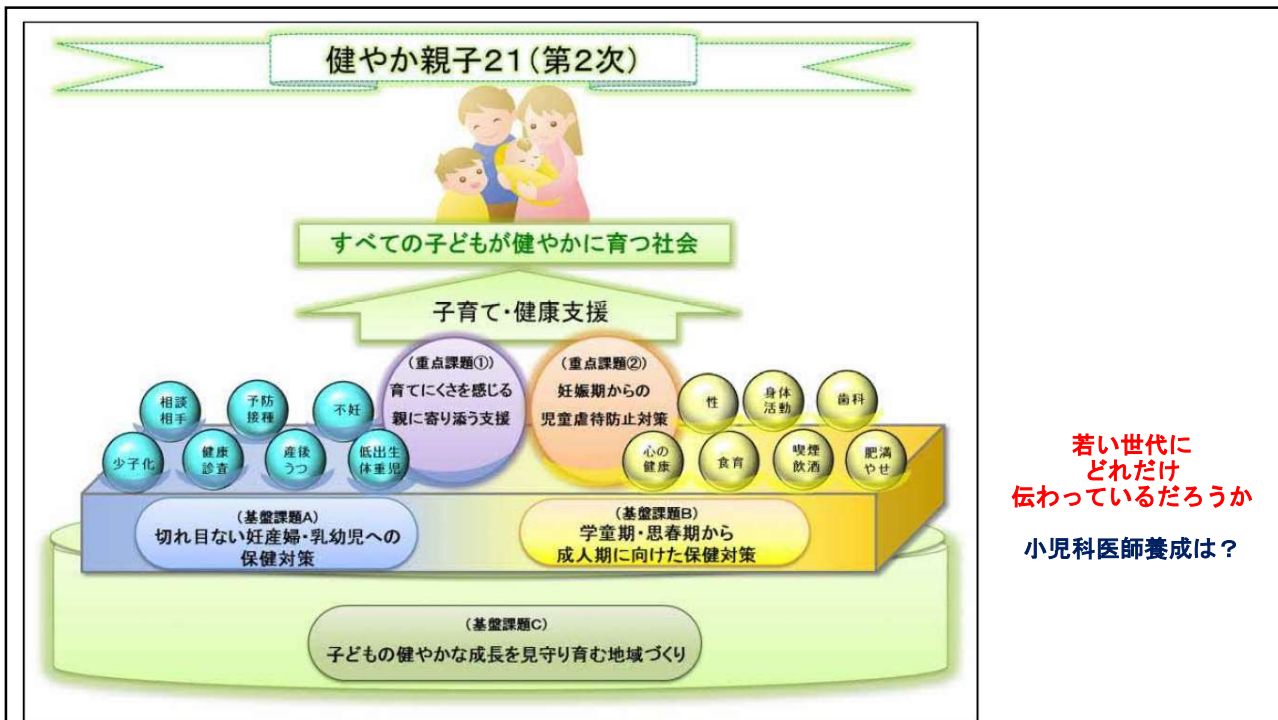 健やか親子21(第2次)
すべての子どもが健やかに育つ社会
子育て・健康支援
(重点課題①)
育てにくさを感じる
親に寄り添う支援
(重点課題②)
妊娠期からの
児童虐待防止対策
相談
相手
予防
接種
不妊
少子化
健康
診査
産後
うつ
低出生
体重児
性
身体
活動
歯科
心の
健康
食育
喫煙
飲酒
肥満
やせ
(基盤課題A)
切れ目ない妊産婦・乳幼児への
保健対策
(基盤課題B)
学童期・思春期から
成人期に向けた保健対策
(基盤課題C)
子どもの健やかな成長を見守り育む地域づくり
若い世代に
どれだけ
伝わっているだろうか
小児科医師養成は?